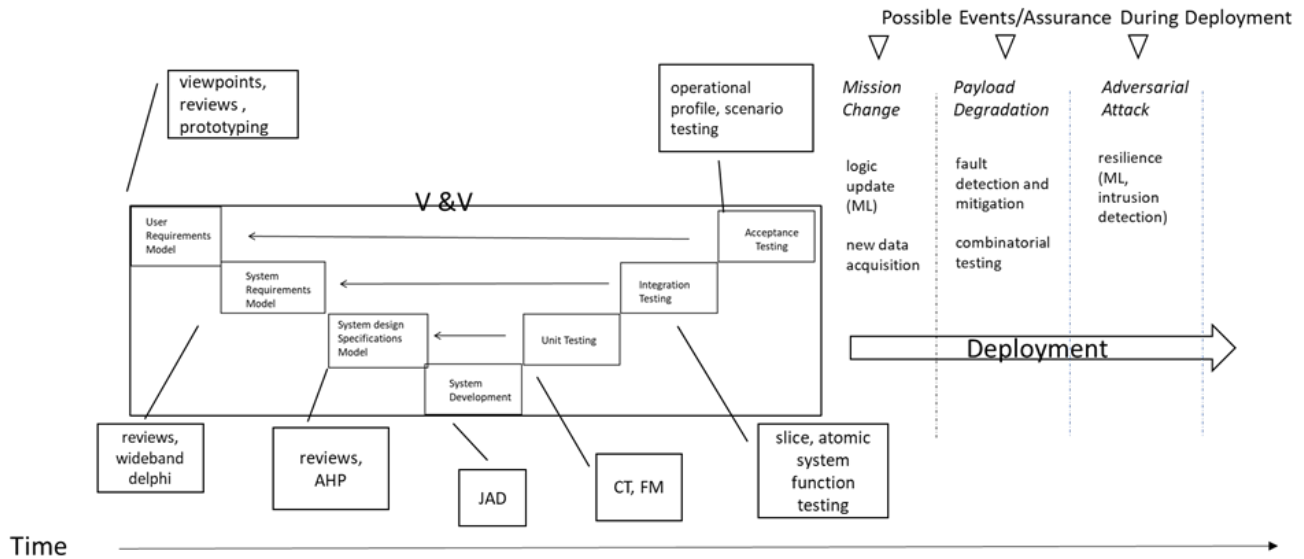 Possible Events/Assurance During Deployment
viewpoints,
reviews ,
prototyping
operational
profile, scenario
testing
Mission
Change
Payload
Degradation
Adversarial
Attack
logic
update
(ML)
new data
acquisition
fault
detection and
mitigation
combinatorial
testing
resilience
(ML,
intrusion
detection)
V &V
User
Requirements
Model
Acceptance
Testing
System
Requirements
Model
Integration
Testing
System design
Specifications
Model
Unit Testing
System
Development
Deployment
reviews,
wideband
delphi
reviews,
AHP
JAD
CT, FM
slice, atomic
system
function
testing
Time